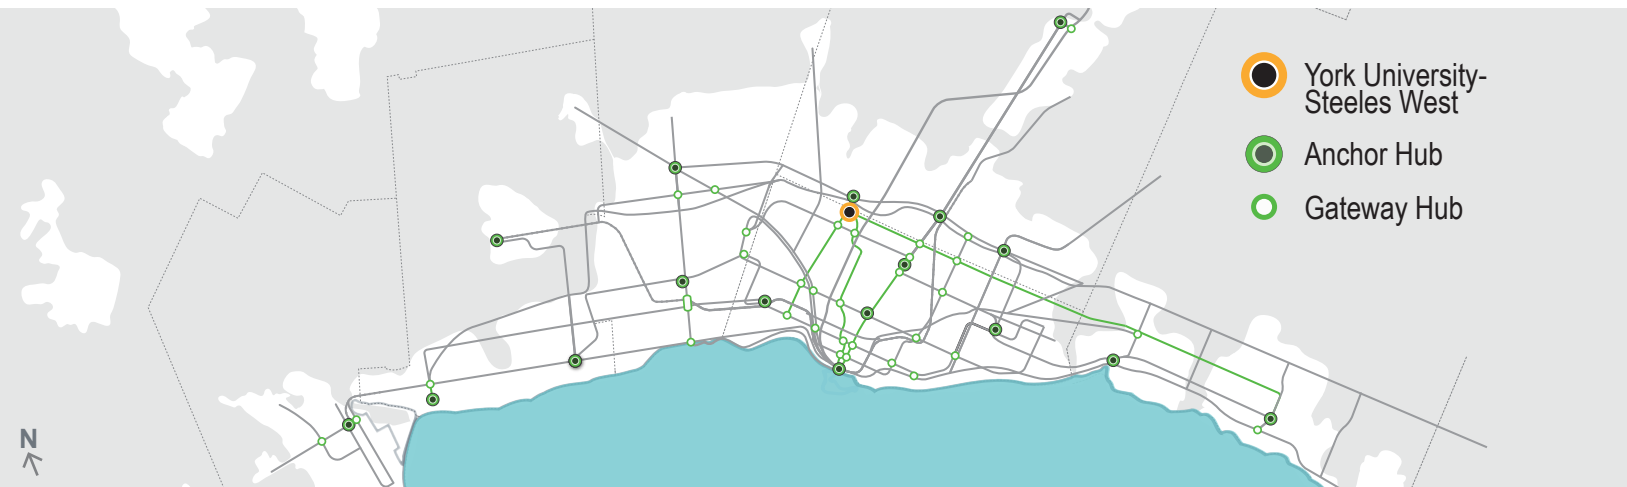 York University-
Steeles West
Anchor Hub
Gateway Hub
N